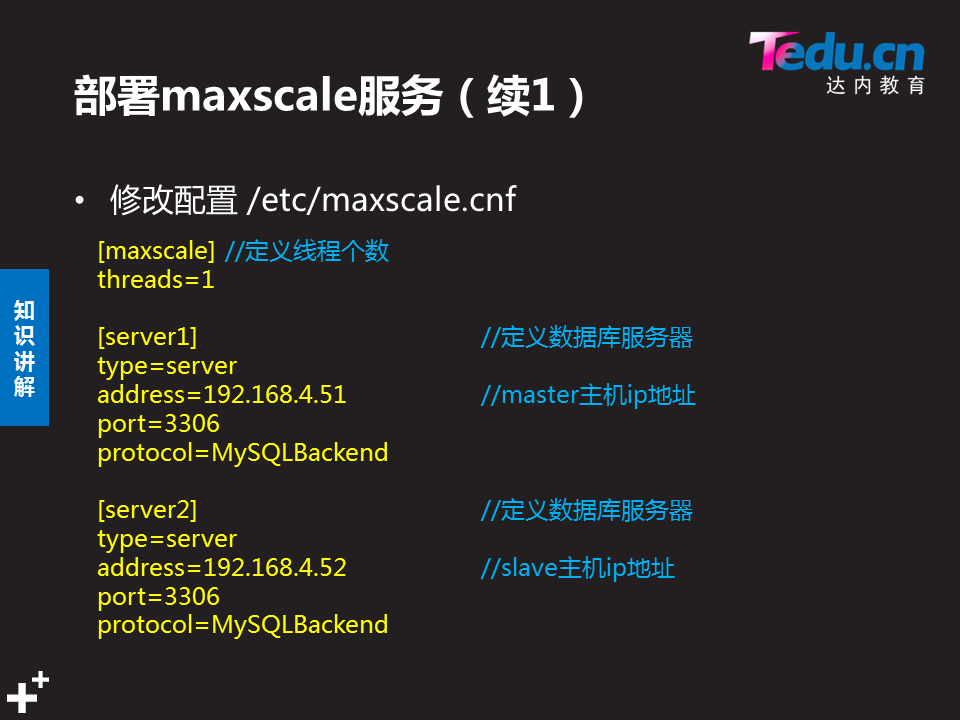 Tedu.cn
达内教育
部署maxscale服务（续1）
• 修改配置 /etc/maxscale.cnf
[maxscale] //定义线程个数
threads=1
[server1] //定义数据库服务器
type=server
address=192.168.4.51 //master主机ip地址
port=3306
protocol=MySQLBackend
[server2] //定义数据库服务器
type=server
address=192.168.4.52 //slave主机ip地址
port=3306
protocol=MySQLBackend
知识讲解